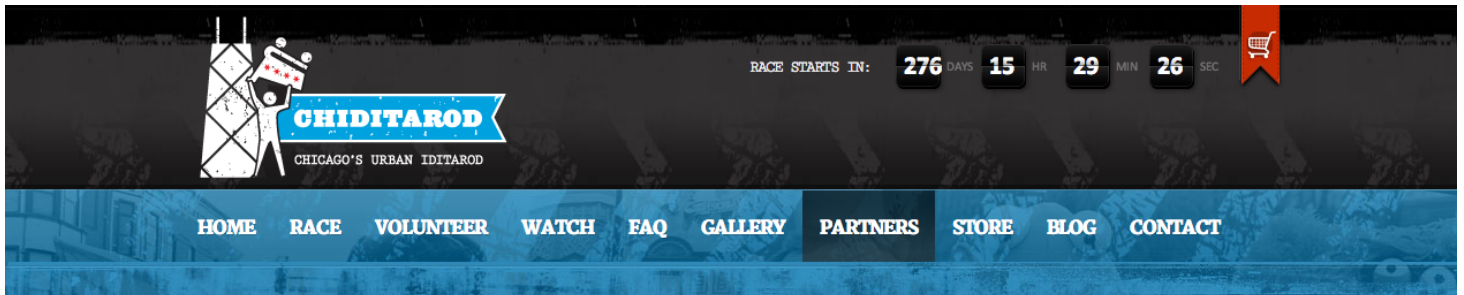 RACE STARTS IN: 276 DAYS 15 HR 29 MIN 26 SEC
CHIDITAROD
CHICAGO'S URBAN IDITAROD
HOME RACE VOLUNTEER WATCH FAQ GALLERY PARTNERS STORE BLOG CONTACT